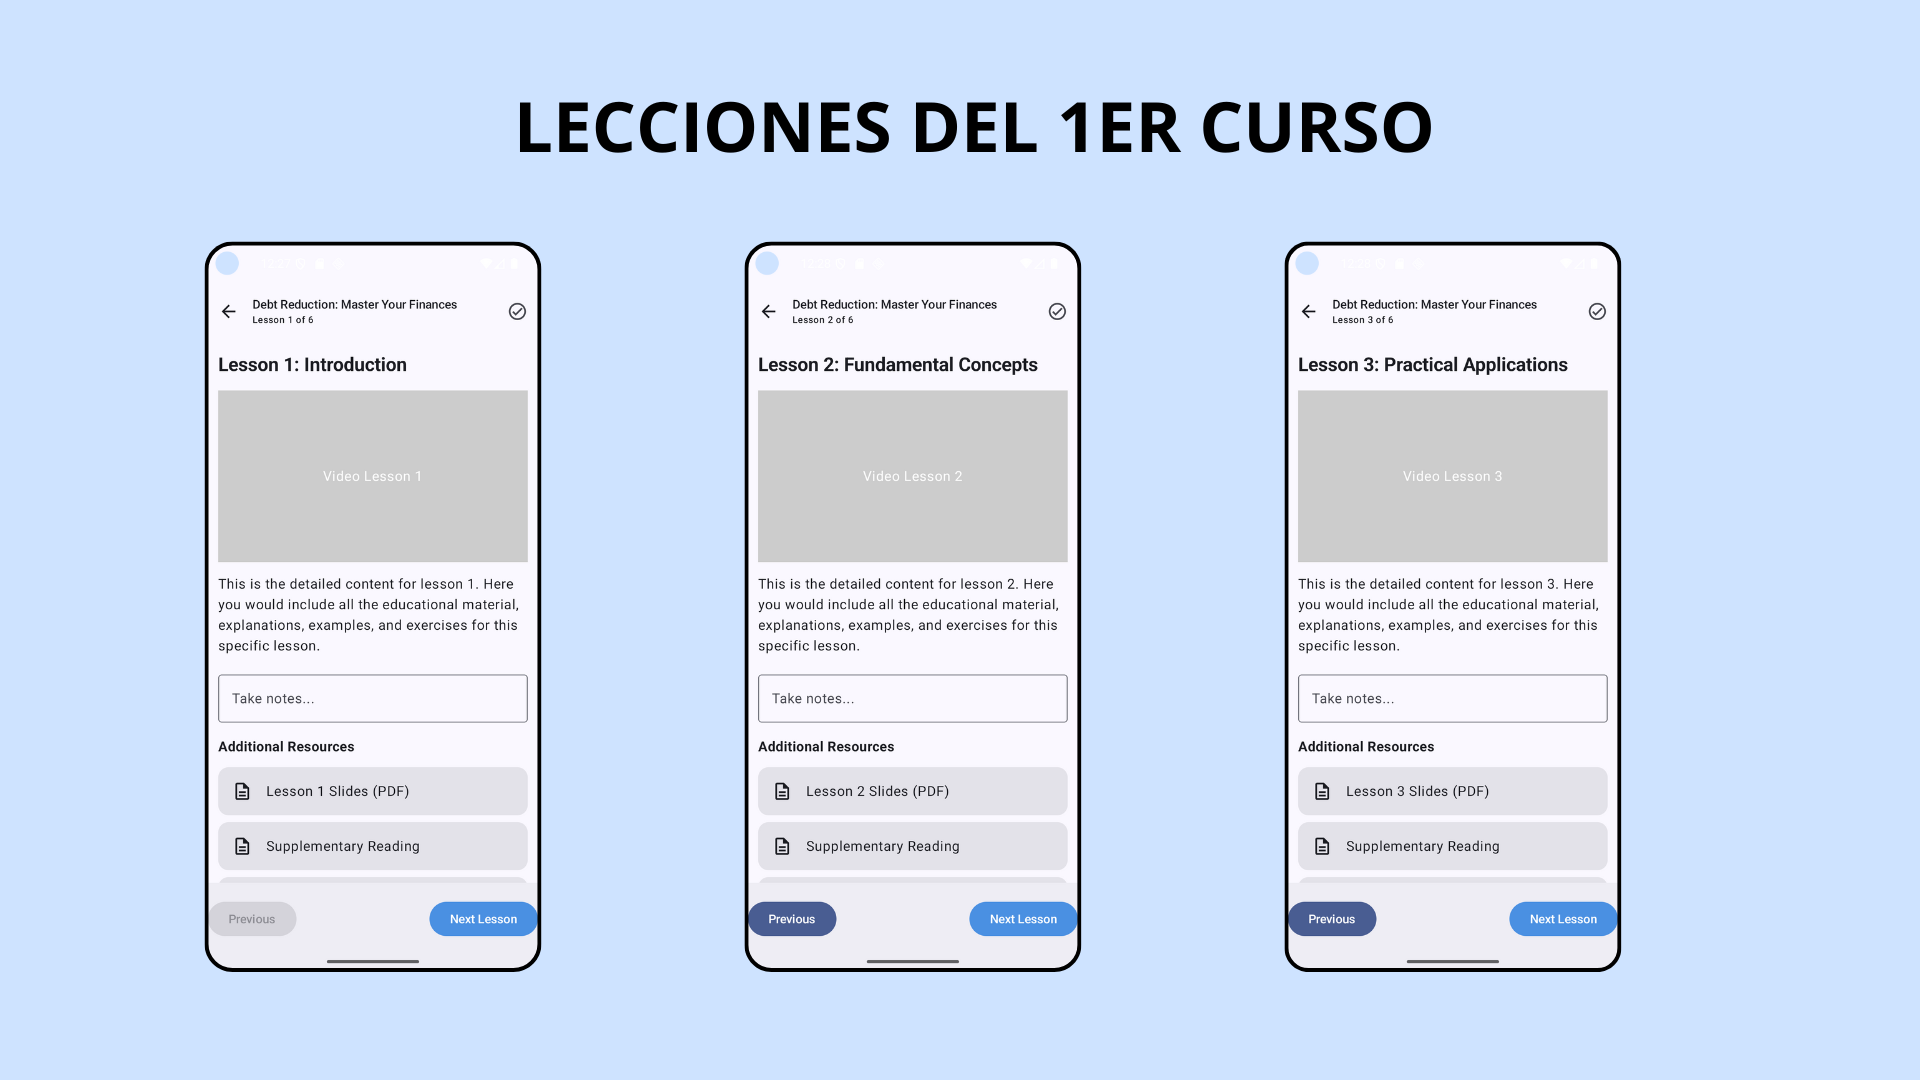 LECCIONES DEL 1ER CURSO
Debt Reduction: Master Your Finances
Lesson 1 of 6
Lesson 1: Introduction
Video Lesson 1
This is the detailed content for lesson 1. Here
you would include all the educational material,
explanations, examples, and exercises for this
specific lesson.
Take notes...
Additional Resources
Lesson 1 Slides (PDF)
Supplementary Reading
Previous
Next Lesson
Debt Reduction: Master Your Finances
Lesson 2 of 6
Lesson 2: Fundamental Concepts
Video Lesson 2
This is the detailed content for lesson 2. Here
you would include all the educational material,
explanations, examples, and exercises for this
specific lesson.
Take notes...
Additional Resources
Lesson 2 Slides (PDF)
Supplementary Reading
Previous
Next Lesson
Debt Reduction: Master Your Finances
Lesson 3 of 6
Lesson 3: Practical Applications
Video Lesson 3
This is the detailed content for lesson 3. Here
you would include all the educational material,
explanations, examples, and exercises for this
specific lesson.
Take notes...
Additional Resources
Lesson 3 Slides (PDF)
Supplementary Reading
Previous
Next Lesson